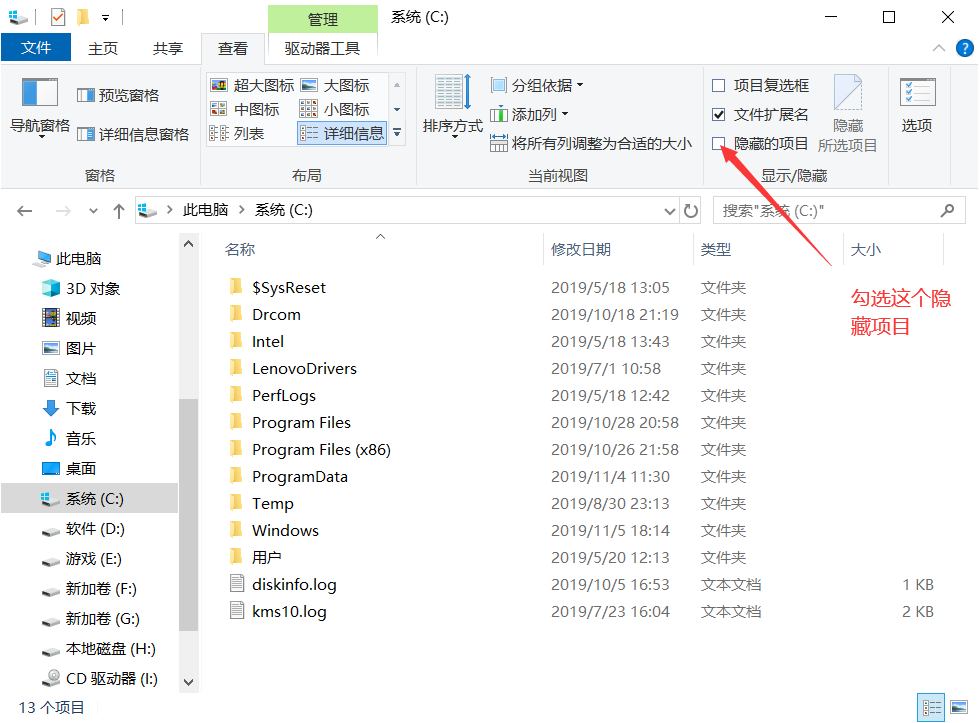 管理
系统 (C:)
文件
主页
共享
查看
驱动器工具
导航窗格
预览窗格
详细信息窗格
窗格
超大图标
大图标
中图标
小图标
列表
详细信息
布局
排序方式
分组依据
添加列
将所有列调整为合适的大小
当前视图
项目复选框
文件扩展名
隐藏的项目
隐藏
所选项目
显示/隐藏
选项
此电脑 系统 (C:)
搜索"系统 (C:)"
此电脑
3D 对象
视频
图片
文档
下载
音乐
桌面
系统 (C:)
软件 (D:)
游戏 (E:)
新加卷 (F:)
新加卷 (G:)
本地磁盘 (H:)
CD 驱动器 (I:)
名称 修改日期 类型 大小
$SysReset 2019/5/18 13:05 文件夹
Drcom 2019/10/18 21:19 文件夹
Intel 2019/5/18 13:43 文件夹
LenovoDrivers 2019/7/1 10:58 文件夹
PerfLogs 2019/5/18 12:42 文件夹
Program Files 2019/10/28 20:58 文件夹
Program Files (x86) 2019/10/26 21:58 文件夹
ProgramData 2019/11/4 11:30 文件夹
Temp 2019/8/30 23:13 文件夹
Windows 2019/11/5 18:14 文件夹
用户 2019/5/20 12:13 文件夹
diskinfo.log 2019/10/5 16:53 文本文档 1 KB
kms10.log 2019/7/23 16:04 文本文档 2 KB
勾选这个隐
藏项目
13 个项目